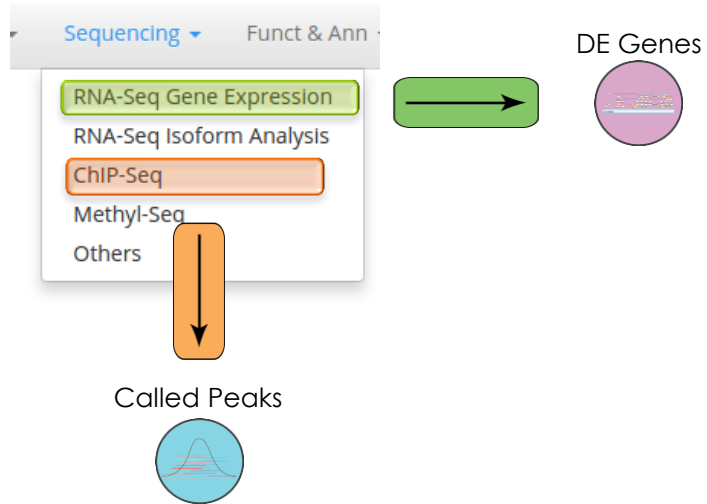 Sequencing
Funct & Ann
DE Genes
RNA-Seq Gene Expression
RNA-Seq Isoform Analysis
ChIP-Seq
Methyl-Seq
Others
Called Peaks